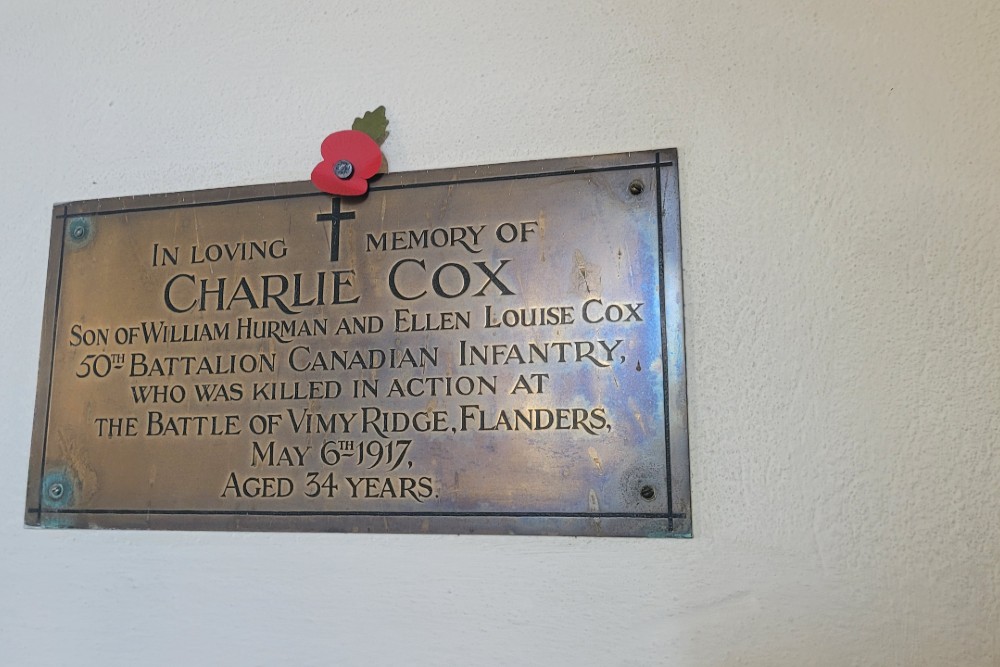 IN LOVING MEMORY OF
CHARLIE COX
SON OF WILLIAM HURMAN AND ELLEN LOUISE COX
50TH BATTALION CANADIAN INFANTRY,
WHO WAS KILLED IN ACTION AT
THE BATTLE OF VIMY RIDGE, FLANDERS,
MAY 6TH 1917,
AGED 34 YEARS.